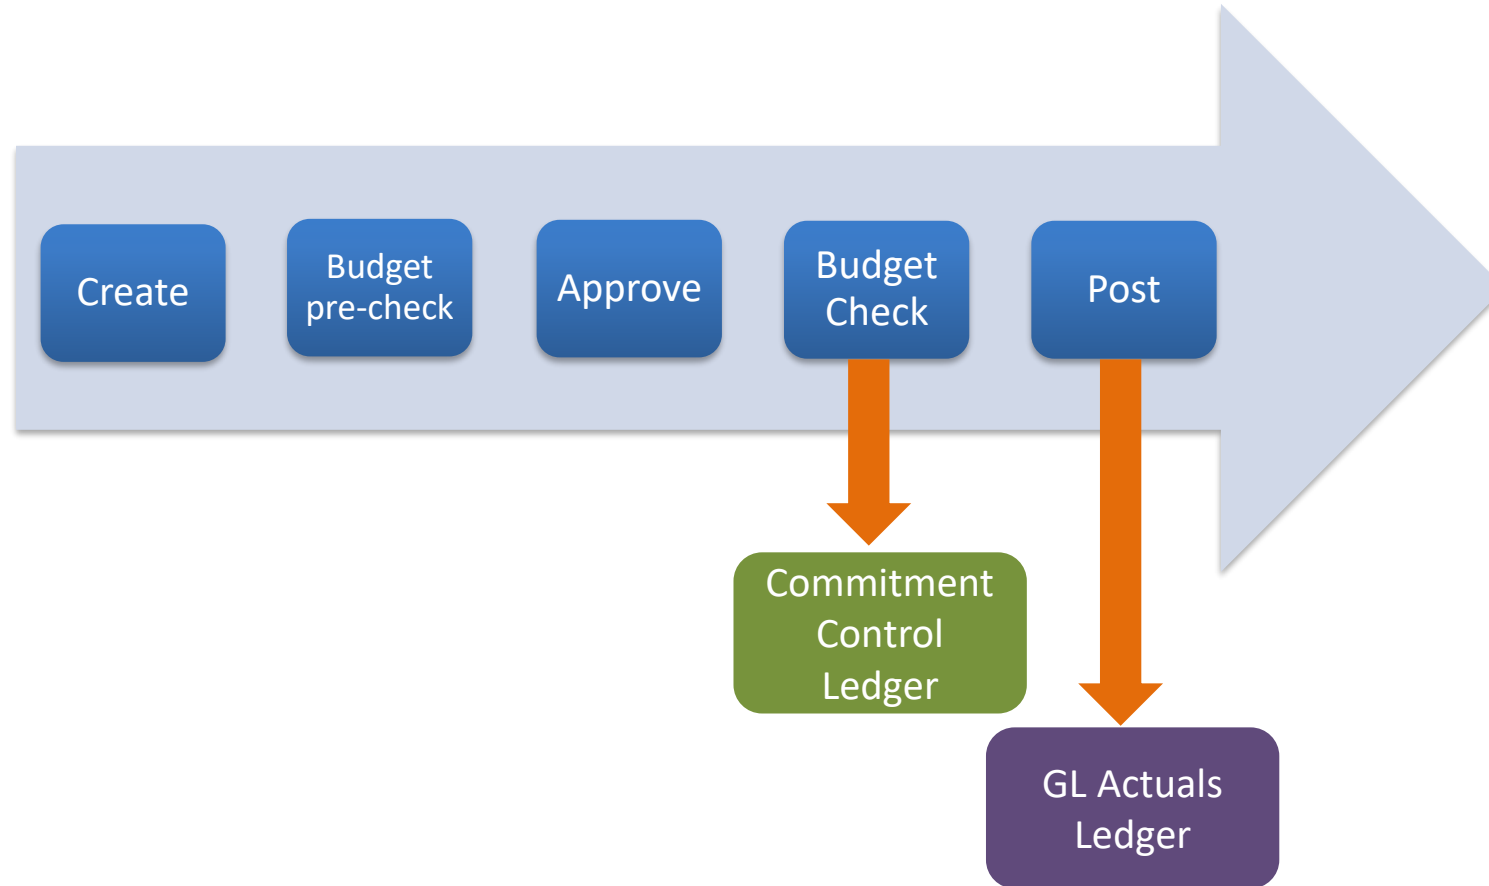 Create
Budget
pre-check
Approve
Budget
Check
Post
Commitment
Control
Ledger
GL Actuals
Ledger